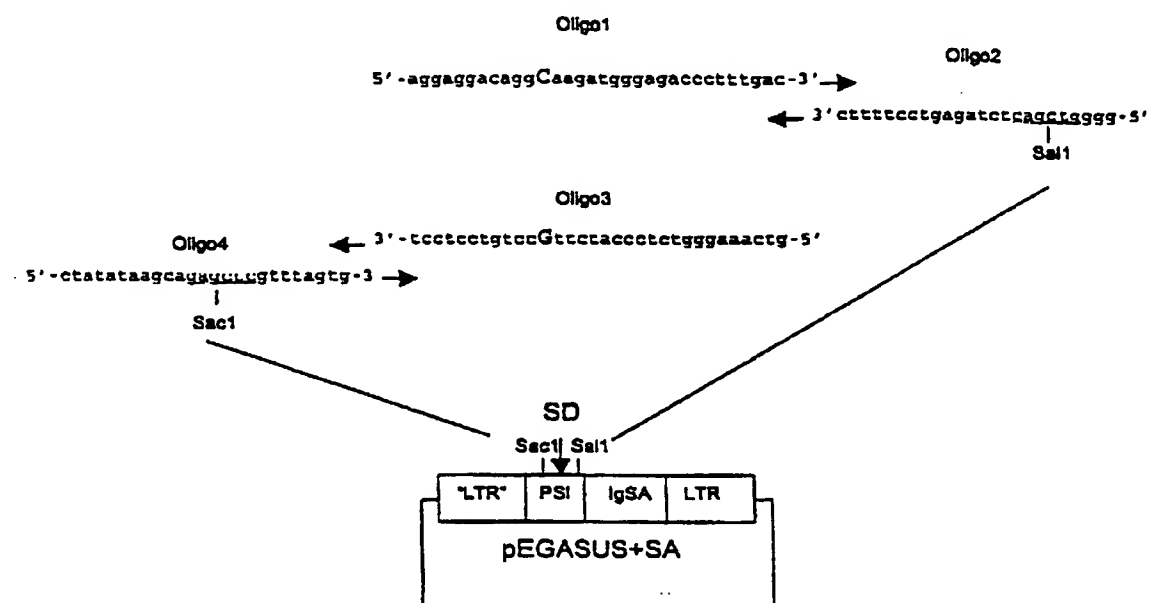 Oligo1
Oligo2
5'-aggaggacaggCaagatgggagaccctttgac-3'
3'cttttcctgagatctcagctgggg-5'
Sal1
Oligo3
Oligo4
3'-tcctcctgtccGttctaccctctgggaaactg-5'
5'-ctatataagcagagctcgtttagtg-3
Sac1
SD
Sac1 Sal1
"LTR" PSI IgSA LTR
pEGASUS+SA